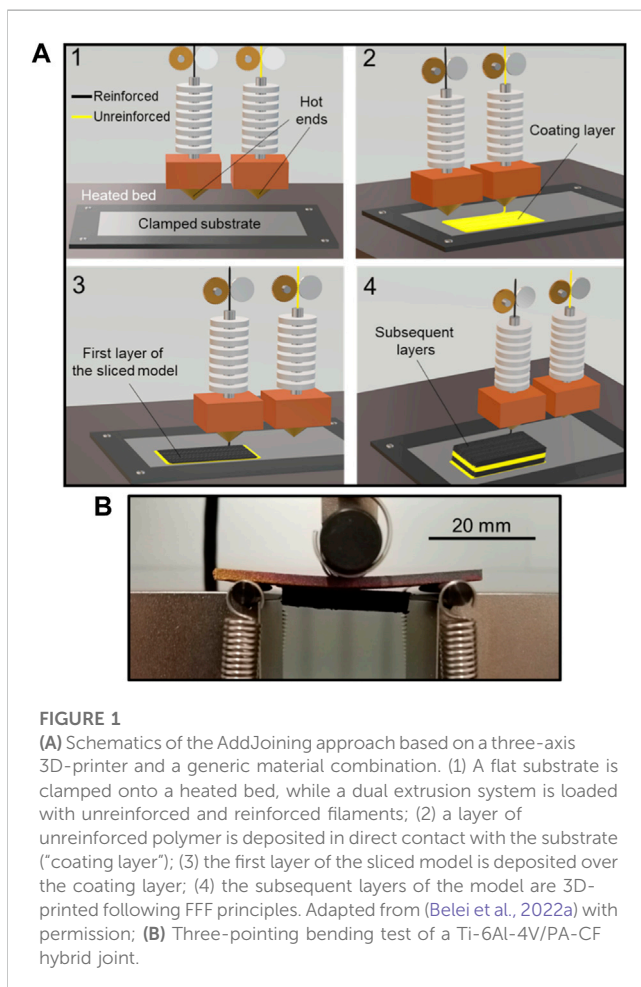 A
1
2
Reinforced
Unreinforced
Hot
ends
Coating layer
Heated bed
Clamped substrate
3
4
First layer of
the sliced model
Subsequent
layers
B
20 mm
FIGURE 1
(A) Schematics of the AddJoining approach based on a three-axis
3D-printer and a generic material combination. (1) A flat substrate is
clamped onto a heated bed, while a dual extrusion system is loaded
with unreinforced and reinforced filaments; (2) a layer of
unreinforced polymer is deposited in direct contact with the substrate
(“coating layer”); (3) the first layer of the sliced model is deposited over
the coating layer; (4) the subsequent layers of the model are 3D-
printed following FFF principles. Adapted from (Belei et al., 2022a) with
permission; (B) Three-pointing bending test of a Ti-6Al-4V/PA-CF
hybrid joint.